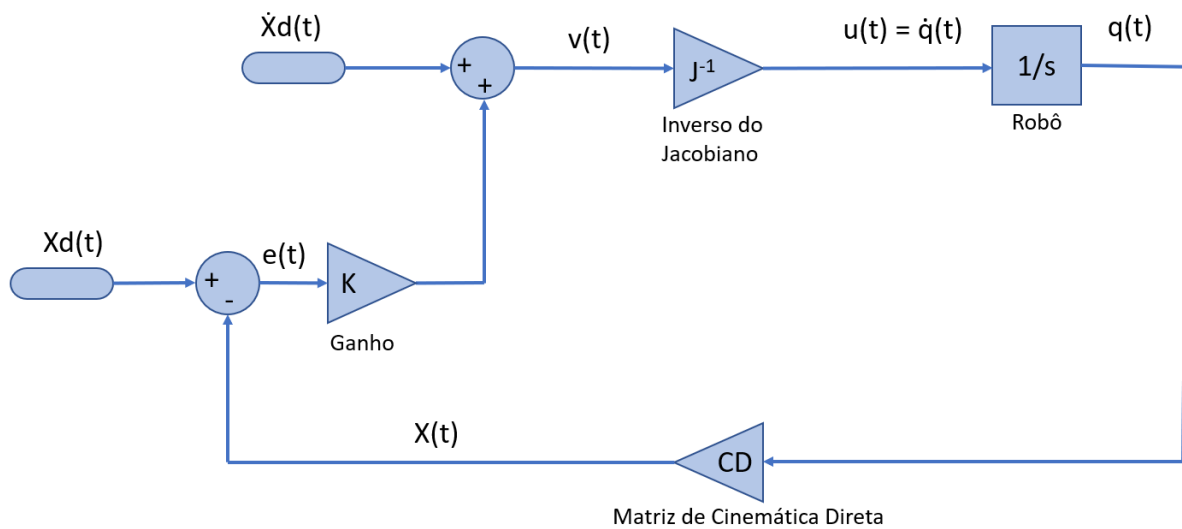 Ẋd(t)
v(t)
u(t) = q̇(t)
q(t)
+
+
J⁻¹
1/s
Inverso do
Jacobiano
Robô
Xd(t)
e(t)
+
-
K
Ganho
X(t)
CD
Matriz de Cinemática Direta